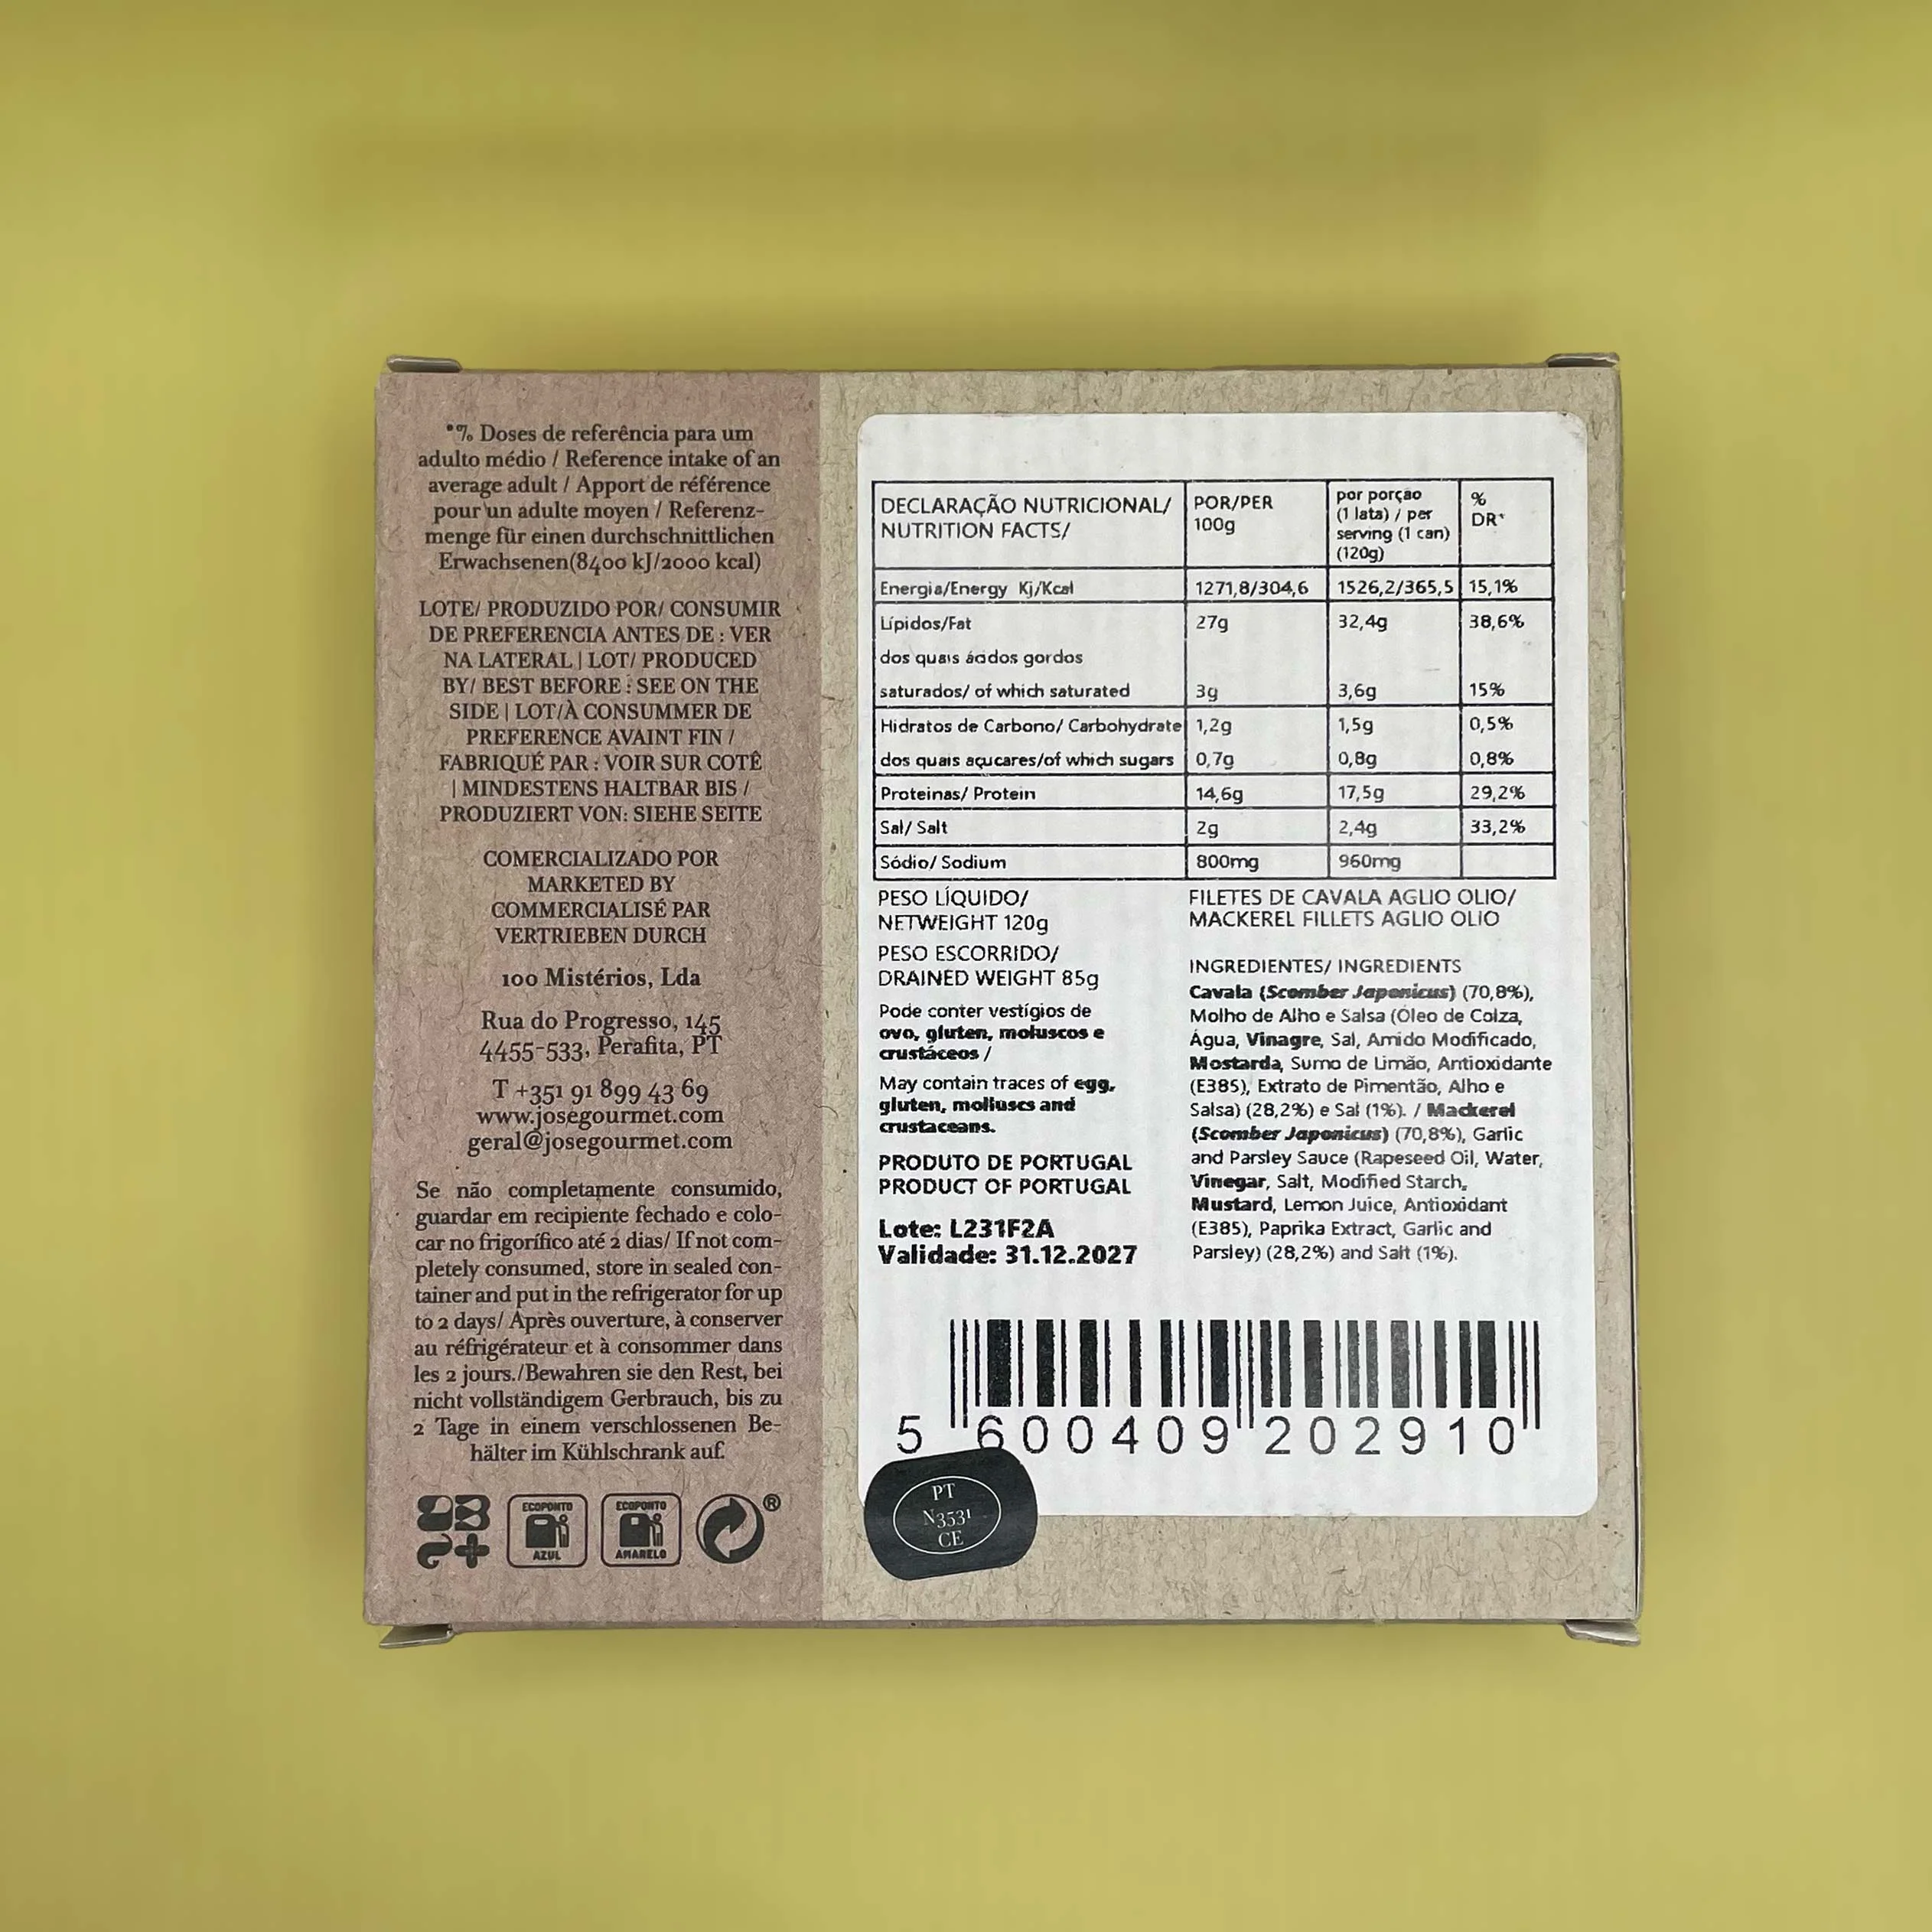 *% Doses de referência para um
adulto médio / Reference intake of an
average adult / Apport de référence
pour un adulte moyen / Referenz-
menge für einen durchschnittlichen
Erwachsenen(8400 kJ/2000 kcal)
LOTE/ PRODUZIDO POR/ CONSUMIR
DE PREFERENCIA ANTES DE : VER
NA LATERAL | LOT/ PRODUCED
BY/ BEST BEFORE : SEE ON THE
SIDE | LOT/À CONSUMMER DE
PREFERENCE AVAINT FIN /
FABRIQUÉ PAR : VOIR SUR COTÊ
| MINDESTENS HALTBAR BIS /
PRODUZIERT VON: SIEHE SEITE
COMERCIALIZADO POR
MARKETED BY
COMMERCIALISÉ PAR
VERTRIEBEN DURCH
100 Mistérios, Lda
Rua do Progresso, 145
4455-533, Perafita, PT
T +351 91 899 43 69
www.josegourmet.com
geral@josegourmet.com
Se não completamente consumido,
guardar em recipiente fechado e colo-
car no frigorífico até 2 dias/ If not com-
pletely consumed, store in sealed con-
tainer and put in the refrigerator for up
to 2 days/ Après ouverture, à conserver
au réfrigérateur et à consommer dans
les 2 jours./Bewahren sie den Rest, bei
nicht vollständigem Gerbrauch, bis zu
2 Tage in einem verschlossenen Be-
hälter im Kühlschrank auf.
ECOPONTO
AZUL
ECOPONTO
AMARELO
®
DECLARAÇÃO NUTRICIONAL/
NUTRITION FACTS/
POR/PER
100g
por porção
(1 lata) / per
serving (1 can)
(120g)
%
DR*
Energia/Energy Kj/Kcal 1271,8/304,6 1526,2/365,5 15,1%
Lípidos/Fat 27g 32,4g 38,6%
dos quais ácidos gordos
saturados/ of which saturated 3g 3,6g 15%
Hidratos de Carbono/ Carbohydrate 1,2g 1,5g 0,5%
dos quais açucares/of which sugars 0,7g 0,8g 0,8%
Proteinas/ Protein 14,6g 17,5g 29,2%
Sal/ Salt 2g 2,4g 33,2%
Sódio/ Sodium 800mg 960mg
PESO LÍQUIDO/
NETWEIGHT 120g
PESO ESCORRIDO/
DRAINED WEIGHT 85g
Pode conter vestígios de
ovo, gluten, moluscos e
crustáceos /
May contain traces of egg,
gluten, molluscs and
crustaceans.
PRODUTO DE PORTUGAL
PRODUCT OF PORTUGAL
Lote: L231F2A
Validade: 31.12.2027
FILETES DE CAVALA AGLIO OLIO/
MACKEREL FILLETS AGLIO OLIO
INGREDIENTES/ INGREDIENTS
Cavala (Scomber Japonicus) (70,8%),
Molho de Alho e Salsa (Óleo de Colza,
Água, Vinagre, Sal, Amido Modificado,
Mostarda, Sumo de Limão, Antioxidante
(E385), Extrato de Pimentão, Alho e
Salsa) (28,2%) e Sal (1%). / Mackerel
(Scomber Japonicus) (70,8%), Garlic
and Parsley Sauce (Rapeseed Oil, Water,
Vinegar, Salt, Modified Starch,
Mustard, Lemon Juice, Antioxidant
(E385), Paprika Extract, Garlic and
Parsley) (28,2%) and Salt (1%).
5 600409 202910
PT
N3531
CE